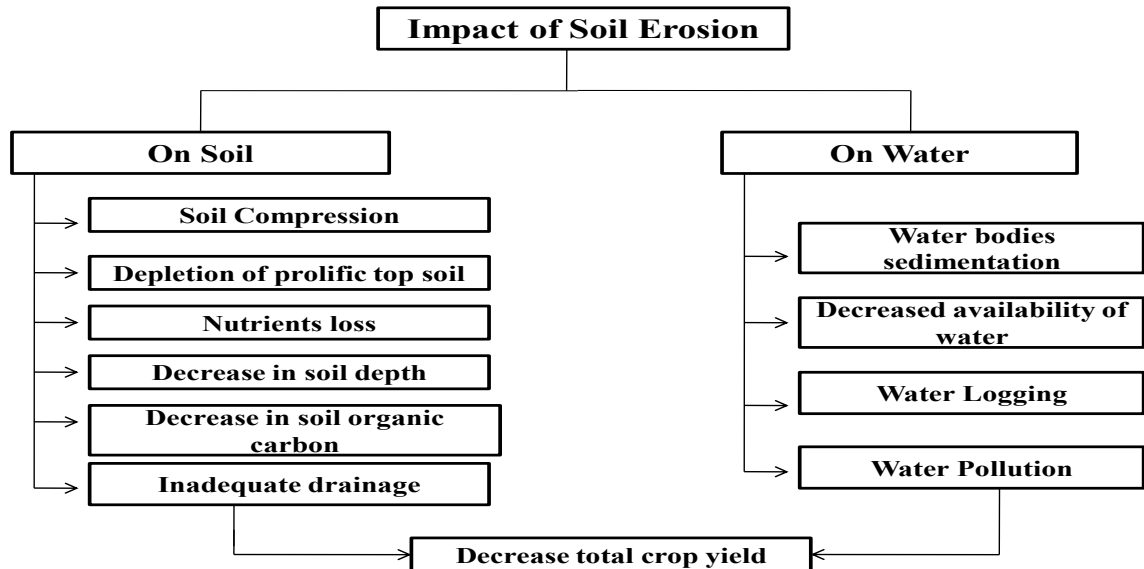 Impact of Soil Erosion
On Soil
Soil Compression
Depletion of prolific top soil
Nutrients loss
Decrease in soil depth
Decrease in soil organic
carbon
Inadequate drainage
On Water
Water bodies
sedimentation
Decreased availability of
water
Water Logging
Water Pollution
Decrease total crop yield